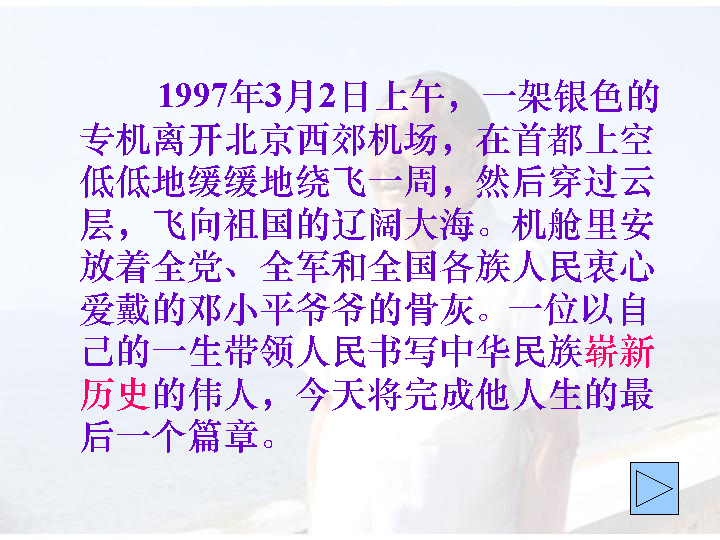 1997年3月2日上午，一架银色的
专机离开北京西郊机场，在首都上空
低低地缓缓地绕飞一周，然后穿过云
层，飞向祖国的辽阔大海。机舱里安
放着全党、全军和全国各族人民衷心
爱戴的邓小平爷爷的骨灰。一位以自
己的一生带领人民书写中华民族崭新
历史的伟人，今天将完成他人生的最
后一个篇章。